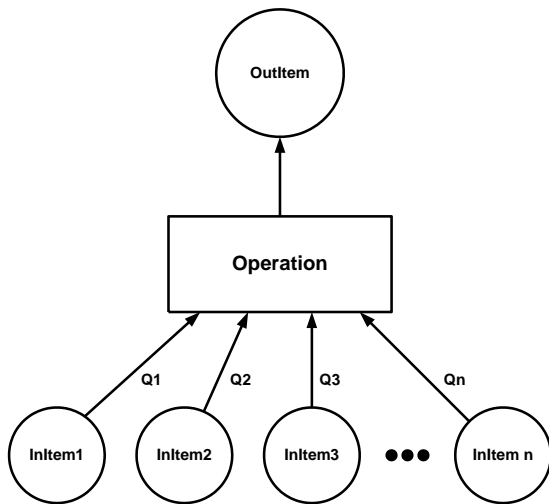 OutItem
Operation
Q1 Q2 Q3 Qn
InItem1 InItem2 InItem3 InItem n